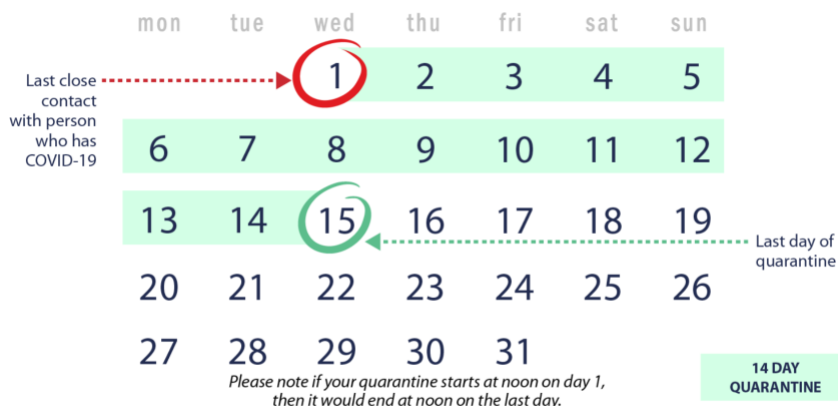 mon tue wed thu fri sat sun
1 2 3 4 5
Last close
contact
with person
who has
COVID-19
6 7 8 9 10 11 12
13 14 15 16 17 18 19
Last day of
quarantine
20 21 22 23 24 25 26
27 28 29 30 31
Please note if your quarantine starts at noon on day 1,
then it would end at noon on the last day.
14 DAY
QUARANTINE